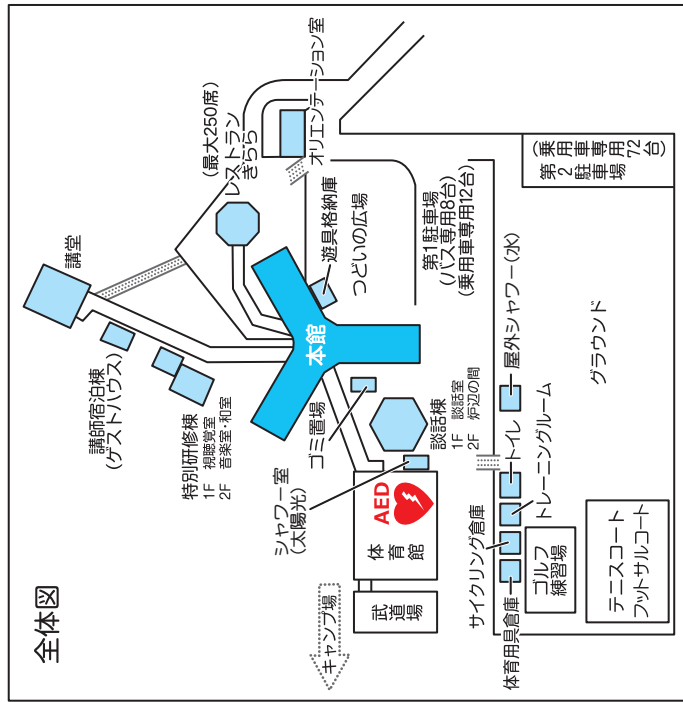 全体図
講堂
講師宿泊棟
(ゲストハウス)
特別研修棟
1F 視聴覚室
2F 音楽室・和室
(最大250席)
レストラン
きらら
オリエンテーション室
遊具格納庫
つどいの広場
本館
ゴミ置場
シャワー室
(太陽光)
談話棟
1F 談話室
2F 炉辺の間
第1駐車場
(バス専用8台)
(乗用車専用12台)
AED
体育館
武道場
キャンプ場
屋外シャワー(水)
トイレ
トレーニングルーム
サイクリング倉庫
体育用具倉庫
ゴルフ
練習場
テニスコート
フットサルコート
グラウンド
第2駐車場
(乗用車専用72台)